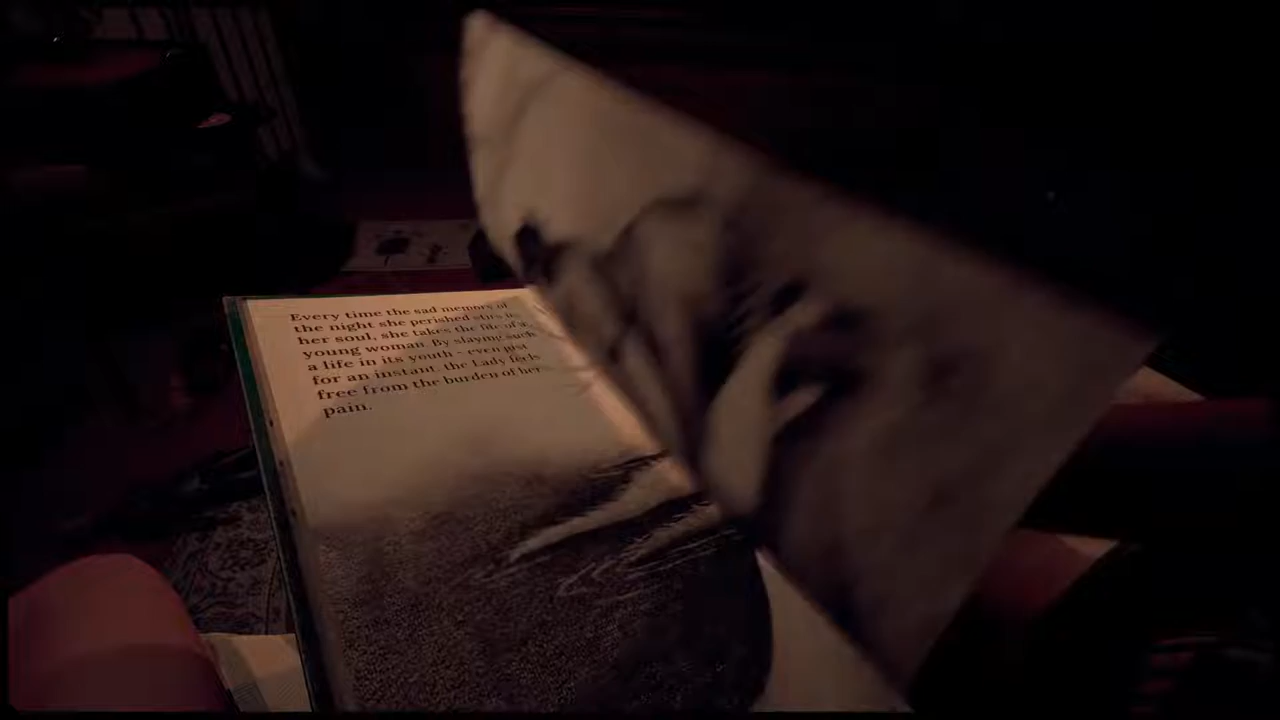 Every time the sad memory of
the night she perished stirs in
her soul, she takes the life of a
young woman. By slaying such
a life in its youth - even just
for an instant, the Lady feels
free from the burden of her
pain.